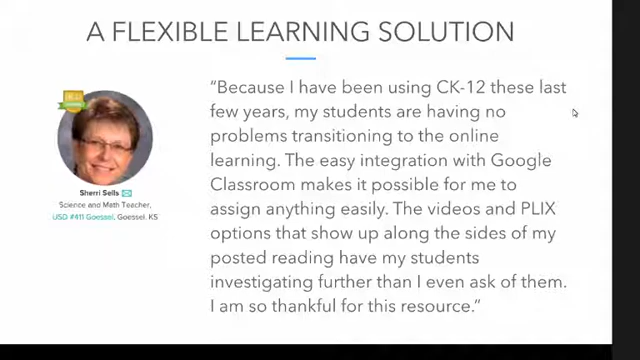 A FLEXIBLE LEARNING SOLUTION
"Because I have been using CK-12 these last
few years, my students are having no
problems transitioning to the online
learning. The easy integration with Google
Classroom makes it possible for me to
assign anything easily. The videos and PLIX
options that show up along the sides of my
posted reading have my students
investigating further than I even ask of them.
I am so thankful for this resource."
Sherri Sells
Science and Math Teacher,
USD #411 Goessel, Goessel, KS